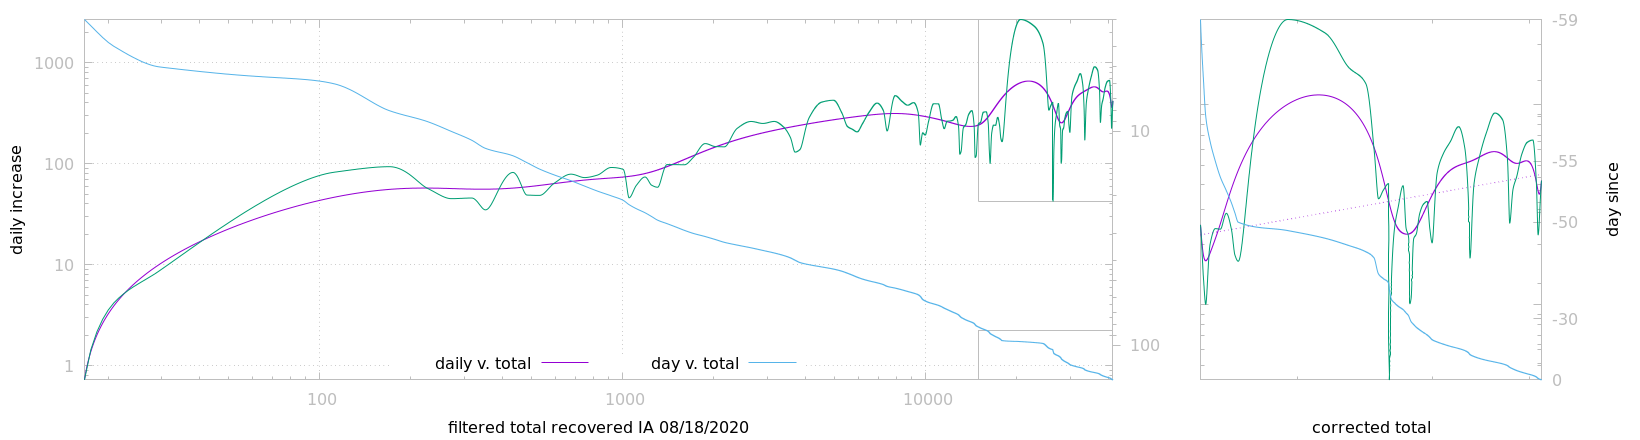 daily increase
1000
100
10
1
100
1000
10000
10
100
daily v. total
day v. total
filtered total recovered IA 08/18/2020
-59
-55
-50
-30
0
day since
corrected total